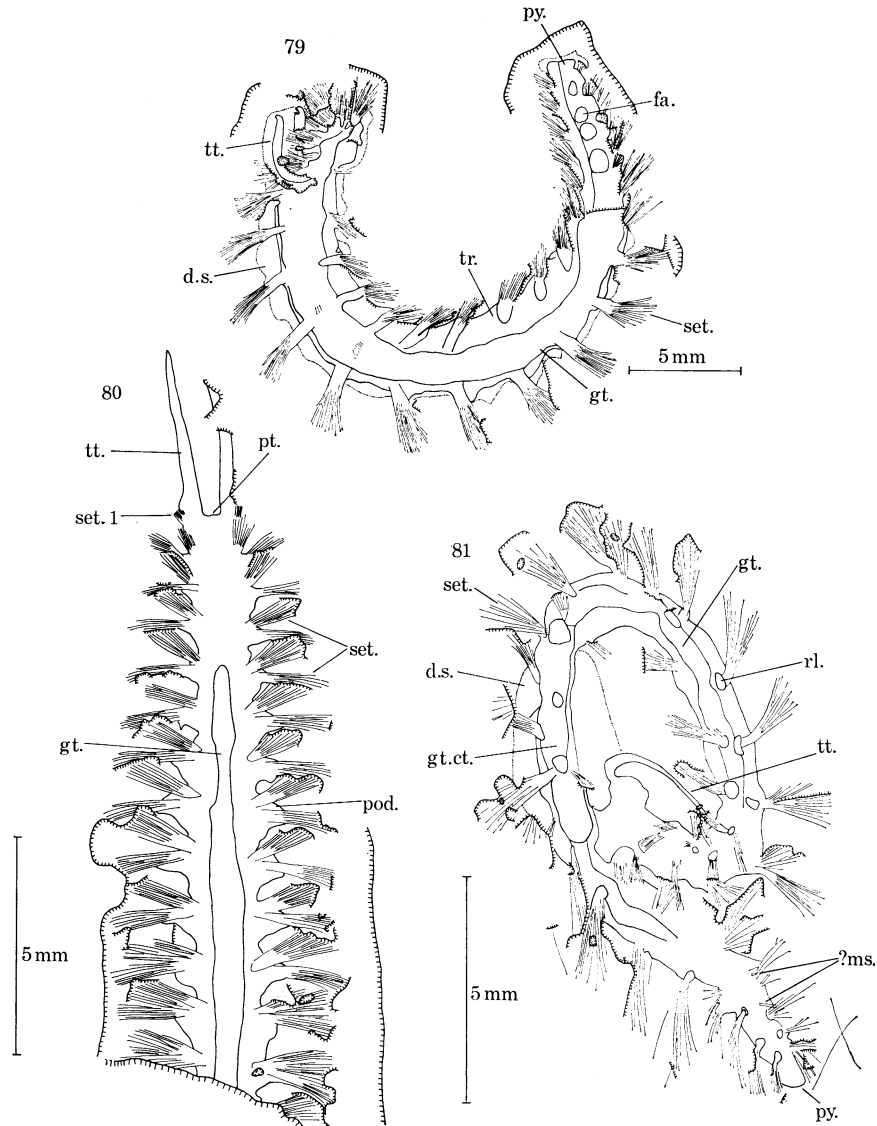 py.
79
fa.
tt.
tr.
d.s.
set.
5 mm
gt.
80
tt.
pt.
set. 1
81
gt.
set.
set.
d.s.
rl.
gt.
gt.ct.
tt.
pod.
5 mm
5 mm
?ms.
py.